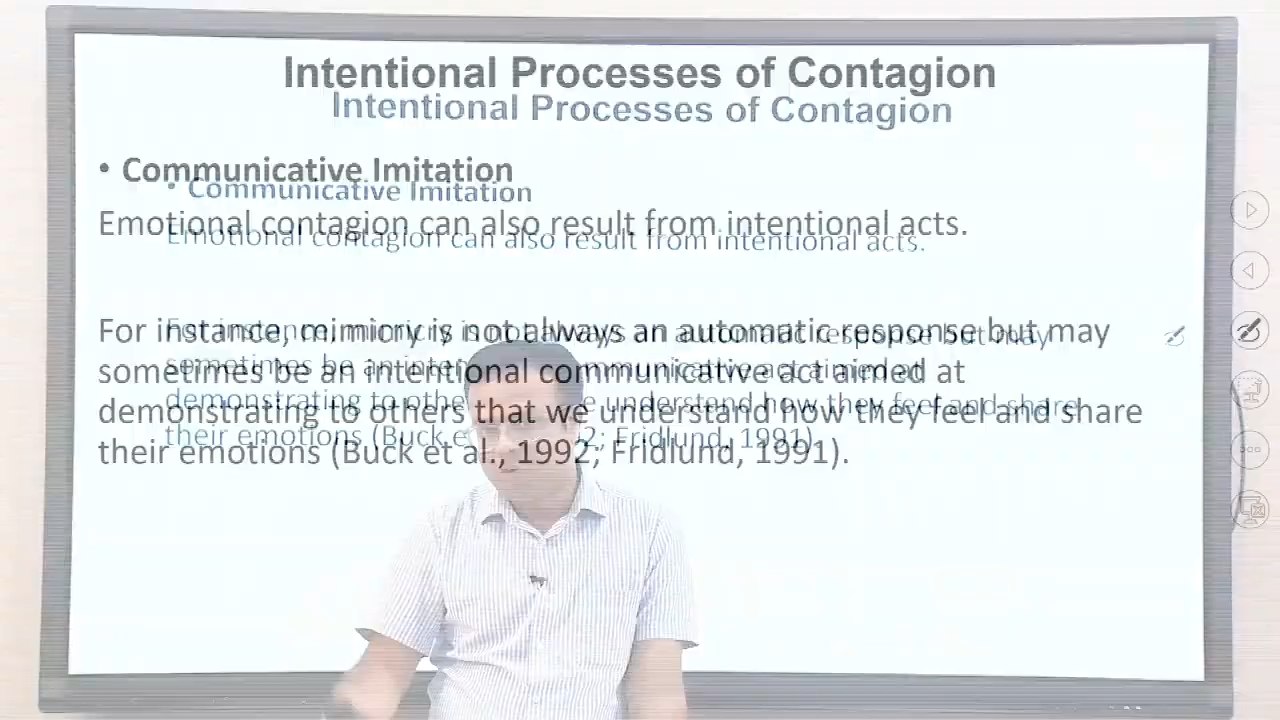 Intentional Processes of Contagion
Intentional Processes of Contagion
• Communicative Imitation
• Communicative Imitation
Emotional contagion can also result from intentional acts.
Emotional contagion can also result from intentional acts.
For instance, mimicry is not always an automatic response but may
sometimes be an intentional communicative act aimed at
demonstrating to others that we understand how they feel and share
their emotions (Buck et al., 1992; Fridlund, 1991).